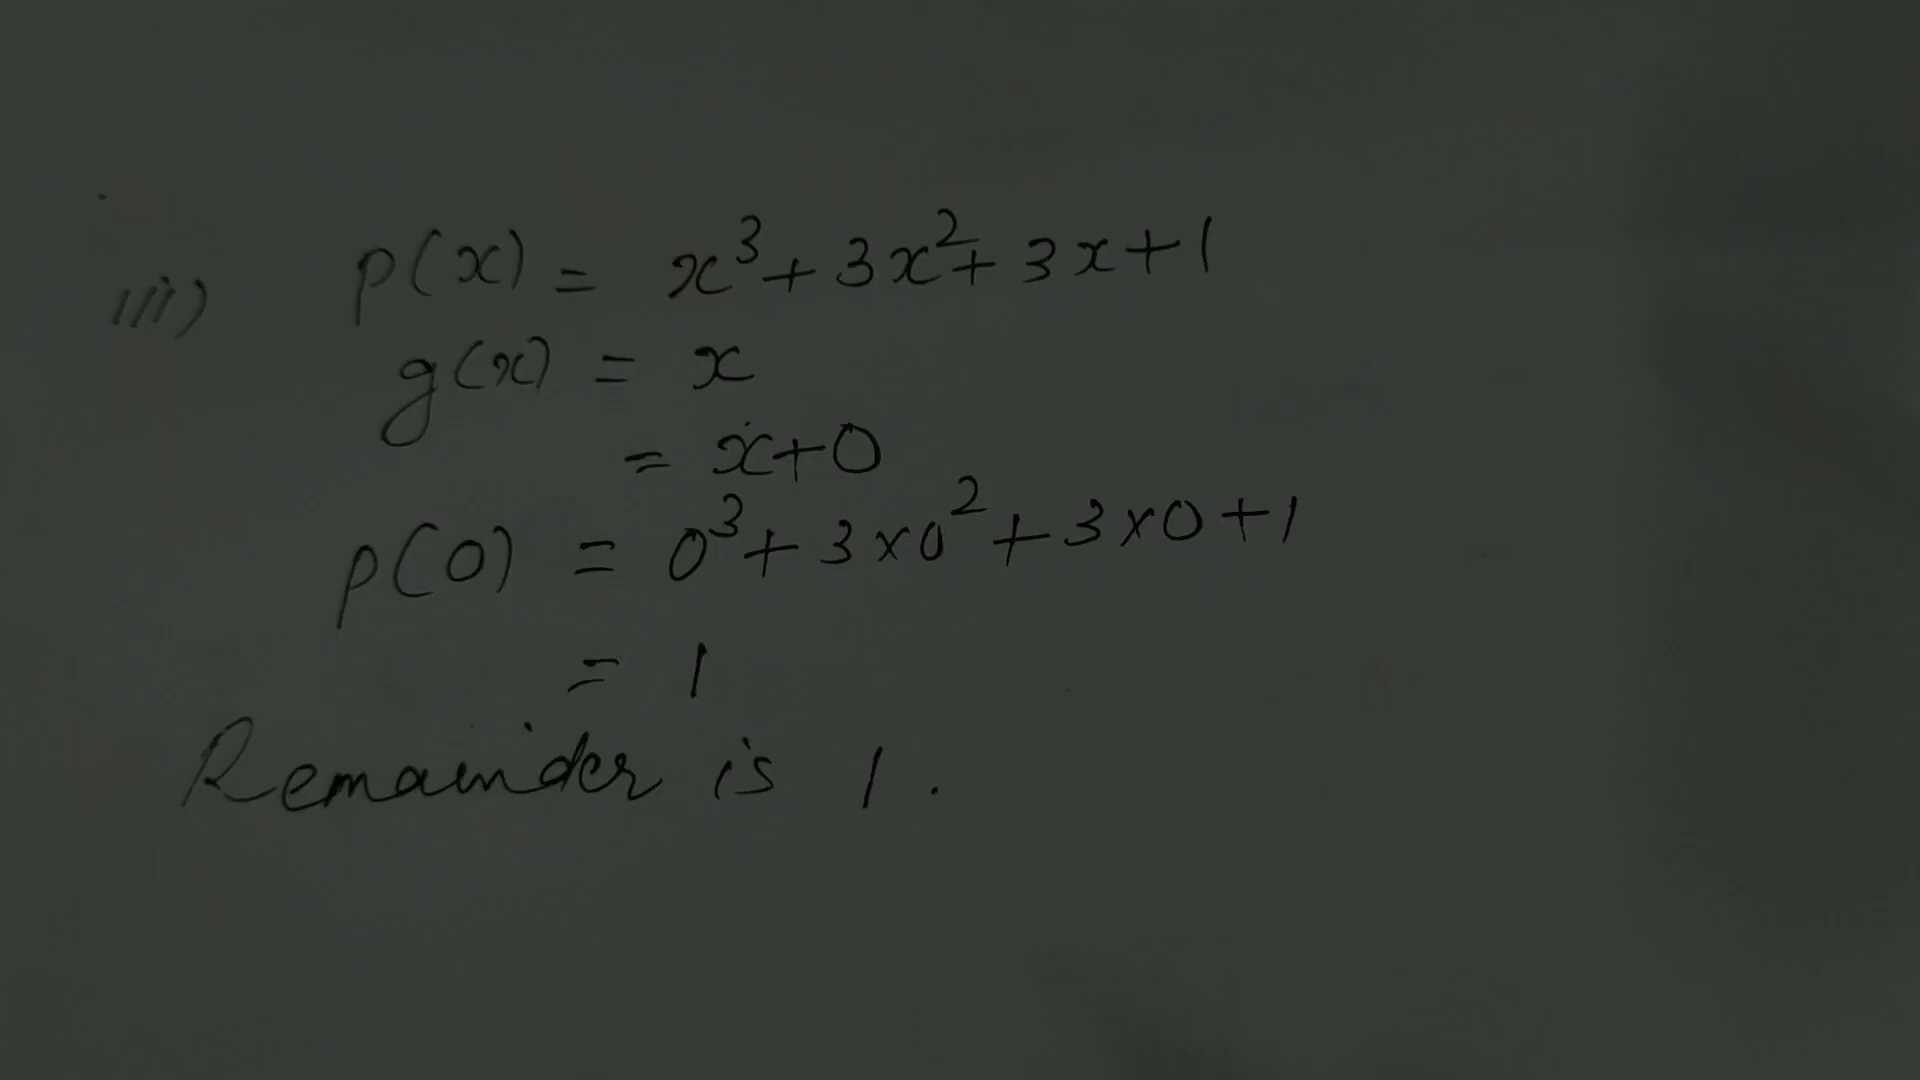 iii) p(x) = x³ + 3x² + 3x + 1
g(x) = x
= x+0
p(0) = 0³ + 3×0² + 3×0 + 1
= 1
Remainder is 1.